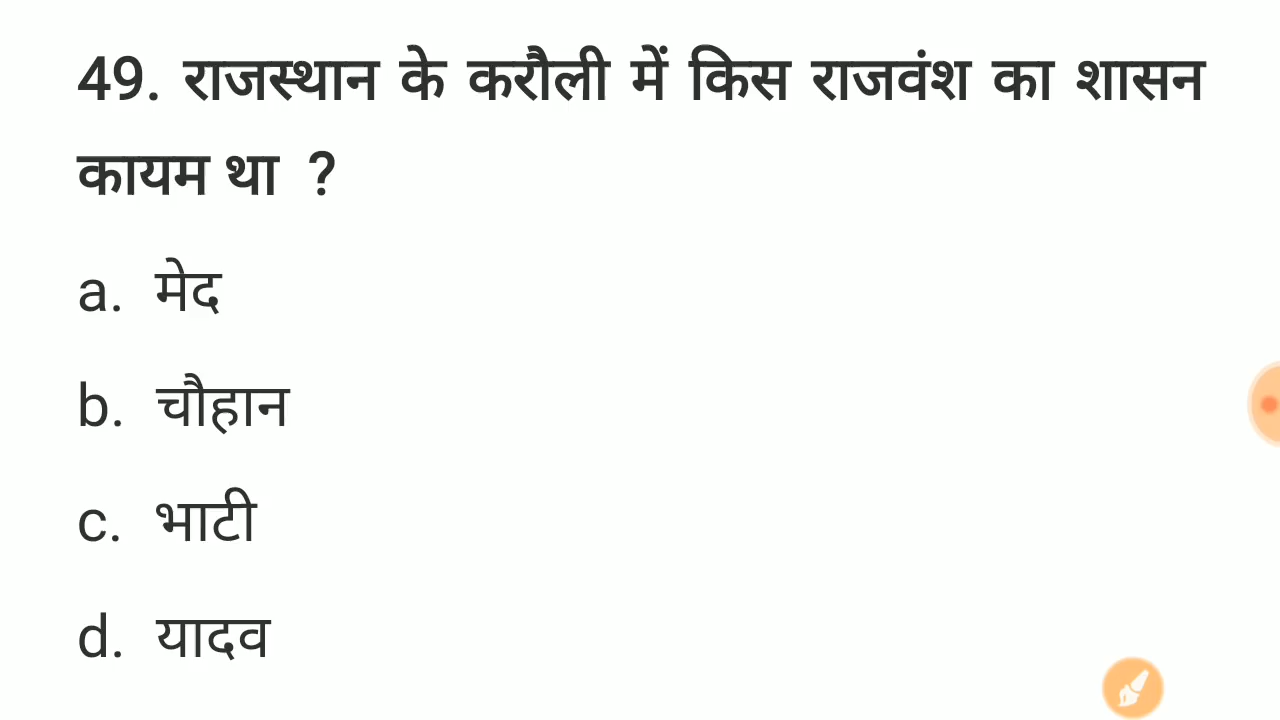 49. राजस्थान के करौली में किस राजवंश का शासन
कायम था ?
a. मेद
b. चौहान
c. भाटी
d. यादव